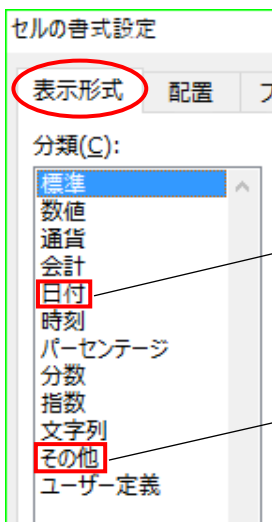 セルの書式設定
表示形式 配置
分類(C):
標準
数値
通貨
会計
日付
時刻
パーセンテージ
分数
指数
文字列
その他
ユーザー定義